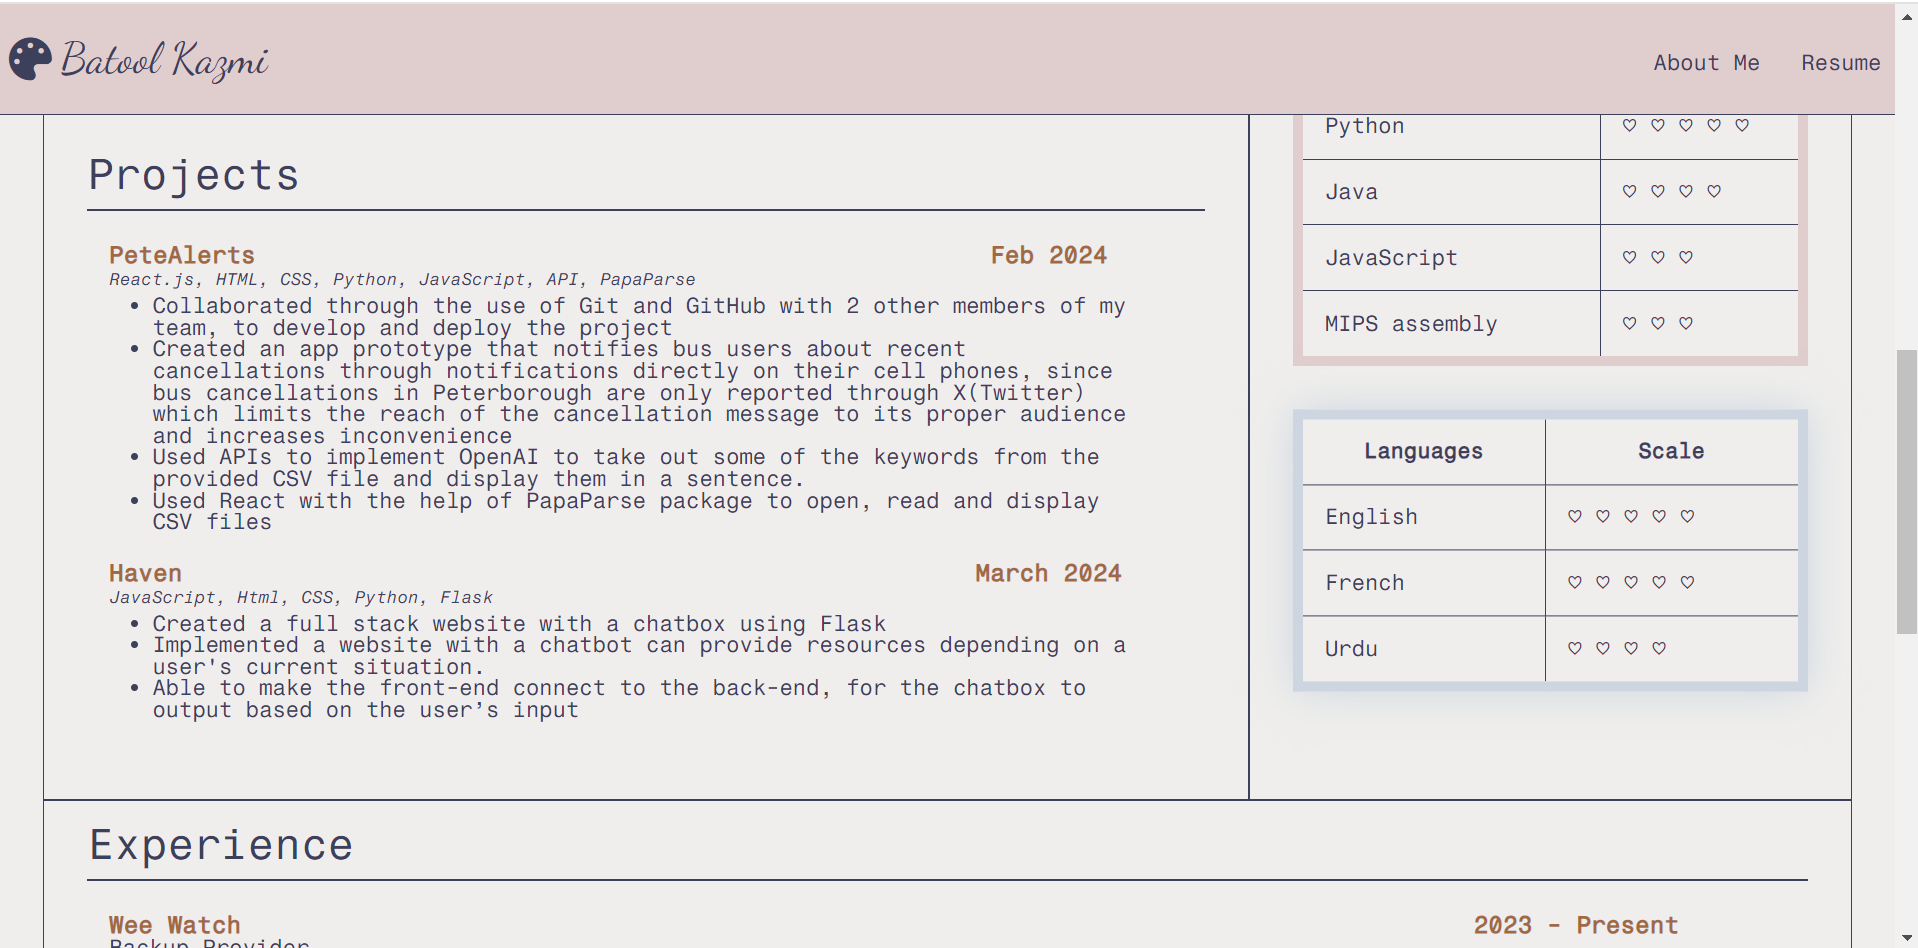 Batool Kazmi
About Me
Resume
Projects
PeteAlerts
Feb 2024
React.js, HTML, CSS, Python, JavaScript, API, PapaParse
• Collaborated through the use of Git and GitHub with 2 other members of my
team, to develop and deploy the project
• Created an app prototype that notifies bus users about recent
cancellations through notifications directly on their cell phones, since
bus cancellations in Peterborough are only reported through X(Twitter)
which limits the reach of the cancellation message to its proper audience
and increases inconvenience
• Used APIs to implement OpenAI to take out some of the keywords from the
provided CSV file and display them in a sentence.
• Used React with the help of PapaParse package to open, read and display
CSV files
Haven
March 2024
JavaScript, Html, CSS, Python, Flask
• Created a full stack website with a chatbox using Flask
• Implemented a website with a chatbot can provide resources depending on a
user's current situation.
• Able to make the front-end connect to the back-end, for the chatbox to
output based on the user’s input
Python ♡ ♡ ♡ ♡ ♡
Java ♡ ♡ ♡ ♡
JavaScript ♡ ♡ ♡
MIPS assembly ♡ ♡ ♡
Languages Scale
English ♡ ♡ ♡ ♡ ♡
French ♡ ♡ ♡ ♡ ♡
Urdu ♡ ♡ ♡ ♡
Experience
Wee Watch
2023 - Present
Backup Provider